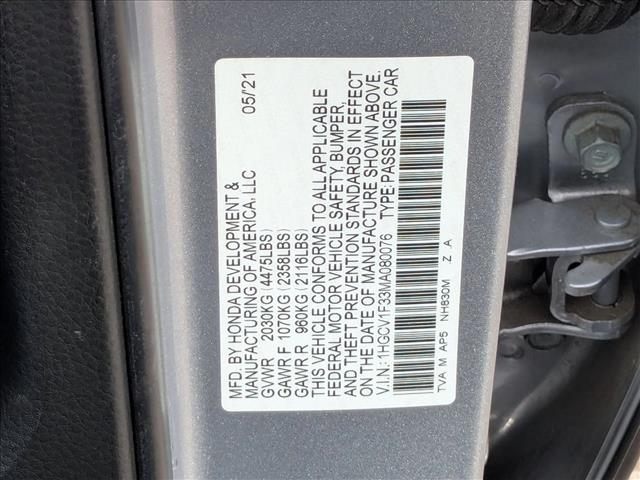 MFD. BY HONDA DEVELOPMENT & 05/21
MANUFACTURING OF AMERICA, LLC
GVWR 2030KG (4475LBS)
GAWR F 1070KG (2358LBS)
GAWR R 960KG (2116LBS)
THIS VEHICLE CONFORMS TO ALL APPLICABLE
FEDERAL MOTOR VEHICLE SAFETY, BUMPER,
AND THEFT PREVENTION STANDARDS IN EFFECT
ON THE DATE OF MANUFACTURE SHOWN ABOVE.
V.I.N: 1HGCV1F33MA080076 TYPE: PASSENGER CAR
TVA M AP5 NH830M Z A